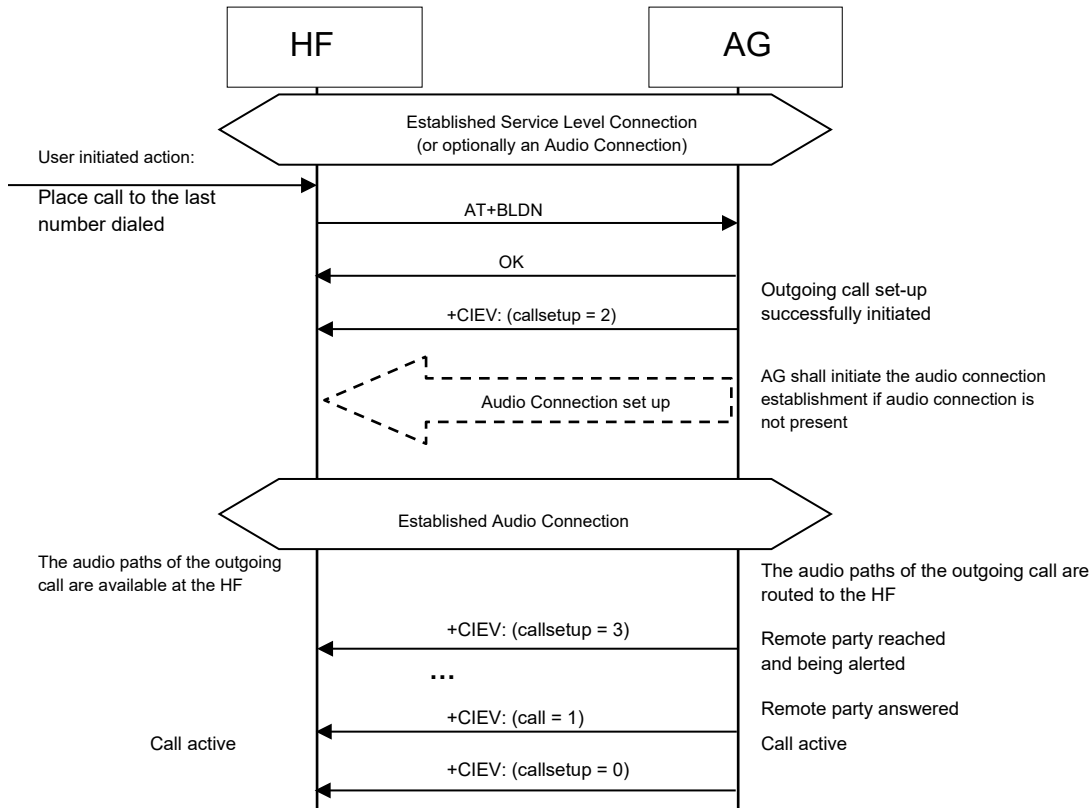 HF
AG
Established Service Level Connection
(or optionally an Audio Connection)
User initiated action:
Place call to the last
number dialed
AT+BLDN
OK
Outgoing call set-up
successfully initiated
+CIEV: (callsetup = 2)
AG shall initiate the audio connection
establishment if audio connection is
not present
Audio Connection set up
Established Audio Connection
The audio paths of the outgoing
call are available at the HF
The audio paths of the outgoing call are
routed to the HF
+CIEV: (callsetup = 3)
Remote party reached
and being alerted
...
+CIEV: (call = 1)
Remote party answered
Call active
Call active
+CIEV: (callsetup = 0)